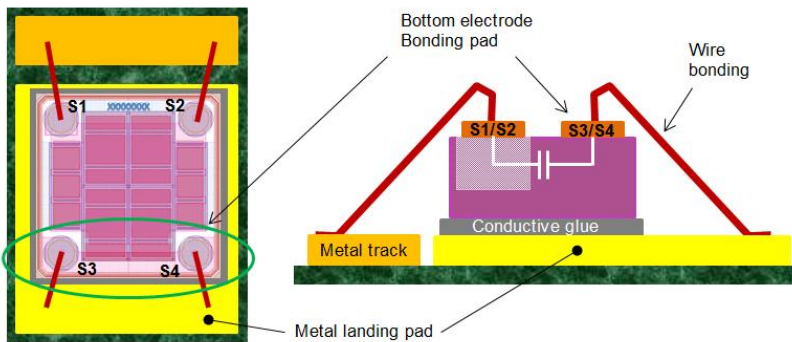 Bottom electrode
Bonding pad
Wire
bonding
S1
XXXXXXXX
S2
S1/S2
S3/S4
Conductive glue
S3
S4
Metal track
Metal landing pad